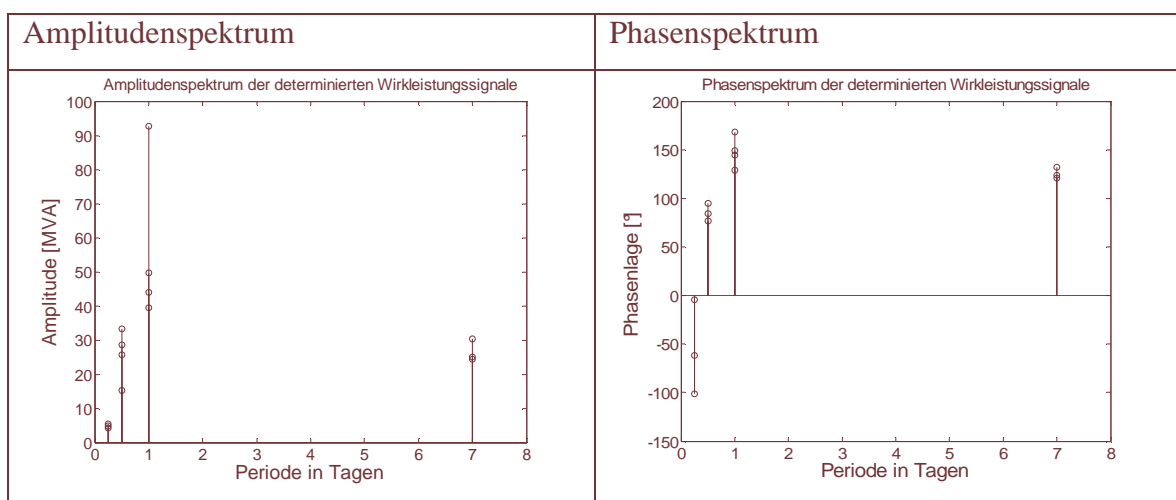 Amplitudenspektrum
Amplitudenspektrum der determinierten Wirkleistungssignale
100
90
80
70
60
50
40
30
20
10
0
Amplitude [MVA]
0 1 2 3 4 5 6 7 8
Periode in Tagen
Phasenspektrum
Phasenspektrum der determinierten Wirkleistungssignale
200
150
100
50
0
-50
-100
-150
Phasenlage [°]
0 1 2 3 4 5 6 7 8
Periode in Tagen